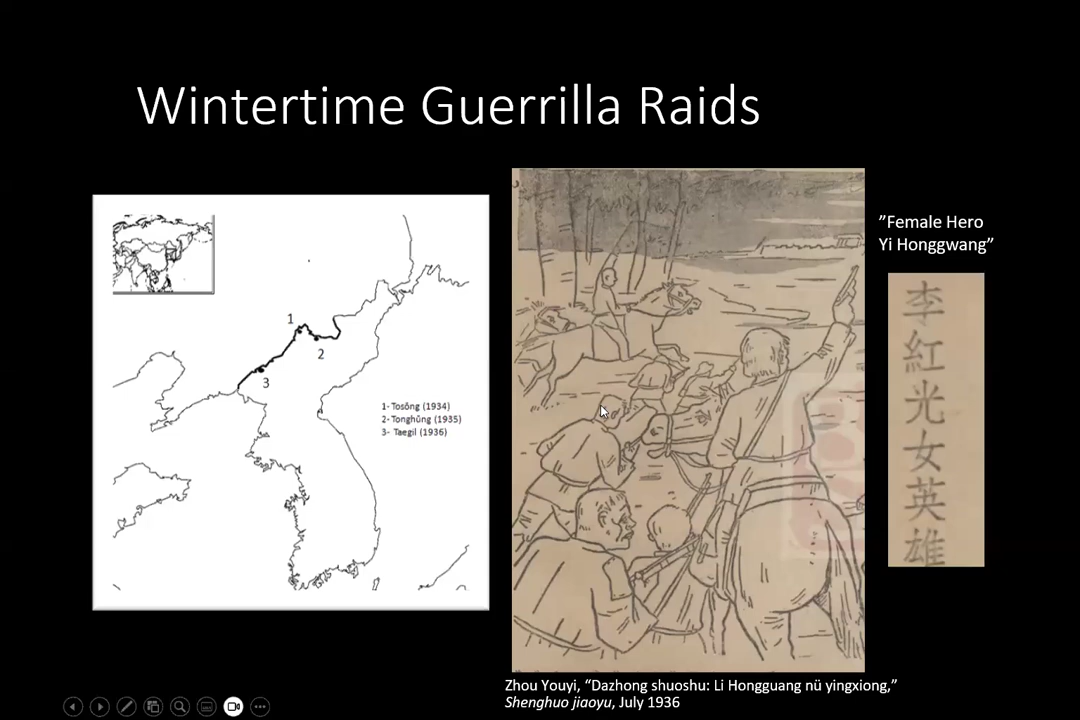 Wintertime Guerrilla Raids
1
2
3
1- Tosŏng (1934)
2-Tonghŭng (1935)
3- Taegil (1936)
”Female Hero
Yi Honggwang”
李
紅
光
女
英
雄
Zhou Youyi, “Dazhong shuoshu: Li Hongguang nü yingxiong,”
Shenghuo jiaoyu, July 1936